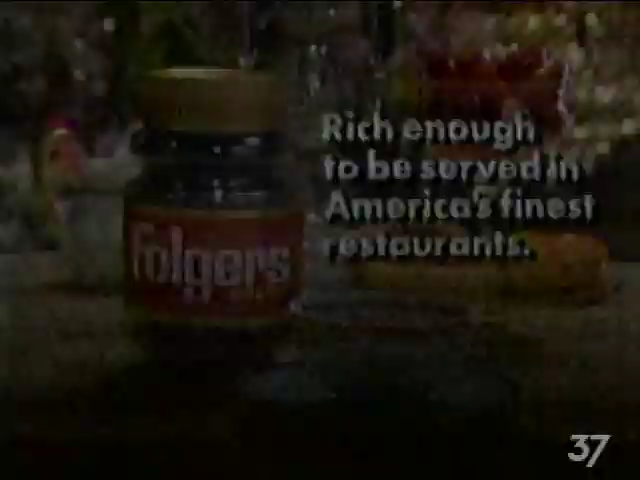 Rich enough
to be served in
America's finest
restaurants.
Folgers
37